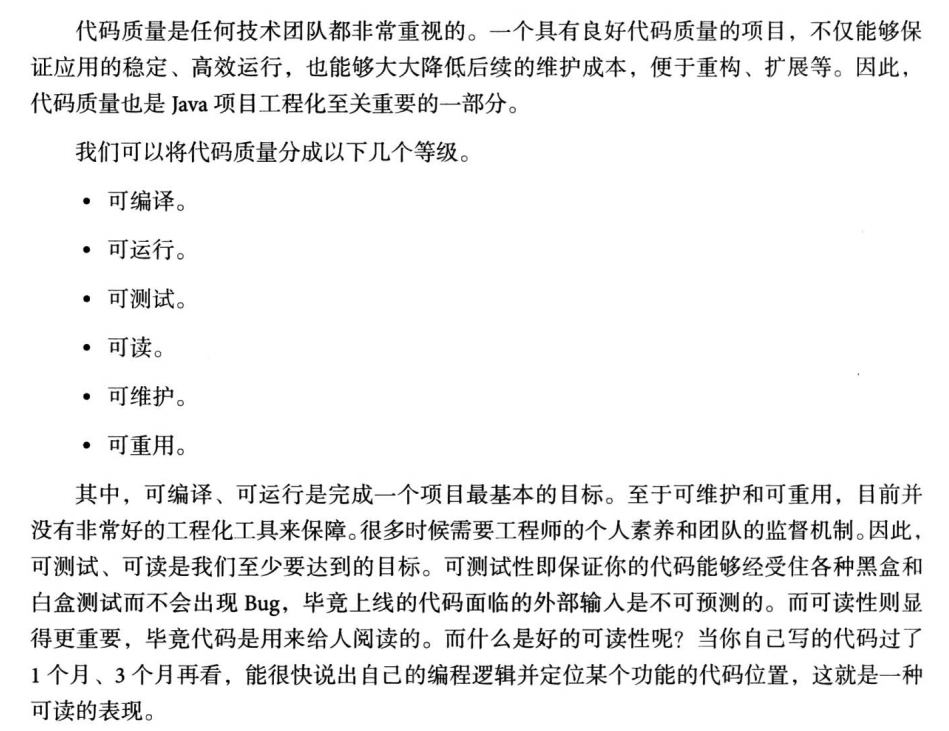 代码质量是任何技术团队都非常重视的。一个具有良好代码质量的项目，不仅能够保
证应用的稳定、高效运行，也能够大大降低后续的维护成本，便于重构、扩展等。因此，
代码质量也是 Java 项目工程化至关重要的一部分。
我们可以将代码质量分成以下几个等级。
• 可编译。
• 可运行。
• 可测试。
• 可读。
• 可维护。
• 可重用。
其中，可编译、可运行是完成一个项目最基本的目标。至于可维护和可重用，目前并
没有非常好的工程化工具来保障。很多时候需要工程师的个人素养和团队的监督机制。因此，
可测试、可读是我们至少要达到的目标。可测试性即保证你的代码能够经受住各种黑盒和
白盒测试而不会出现 Bug，毕竟上线的代码面临的外部输入是不可预测的。而可读性则显
得更重要，毕竟代码是用来给人阅读的。而什么是好的可读性呢？当你自己写的代码过了
1 个月、3 个月再看，能很快说出自己的编程逻辑并定位某个功能的代码位置，这就是一种
可读的表现。